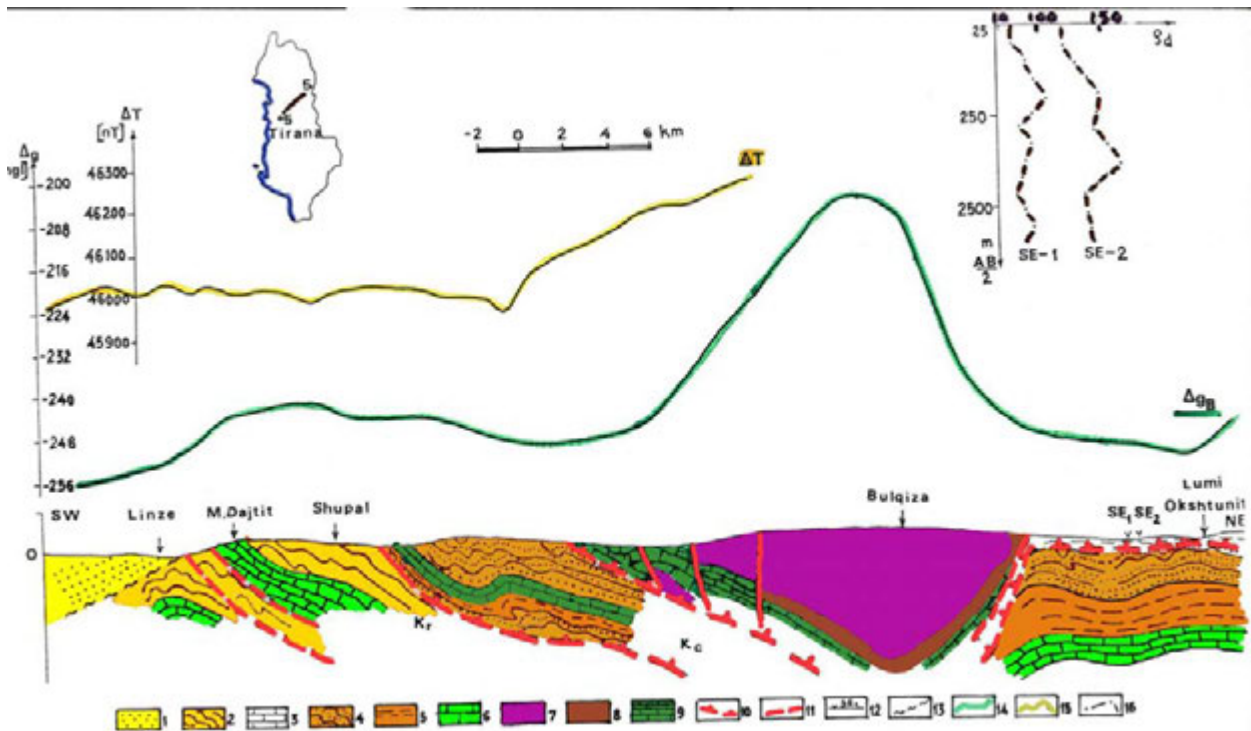 10 100 250
25
ρd
250
2500
m
AB
2
SE-1 SE-2
S
S
Tirana
-2 0 2 4 6 km
ΔT
[nT]
46300
46200
46100
46000
45900
Δg
-200
-208
-216
-224
-232
-240
-248
-256
ΔT
ΔgB
SW
Linze
M.Dajtit
Shupal
Bulqiza
SE1 SE2
Lumi
Okshtunit
NE
0
Kr
1 2 3 4 5 6 7 8 9 10 11 12 13 14 15 16